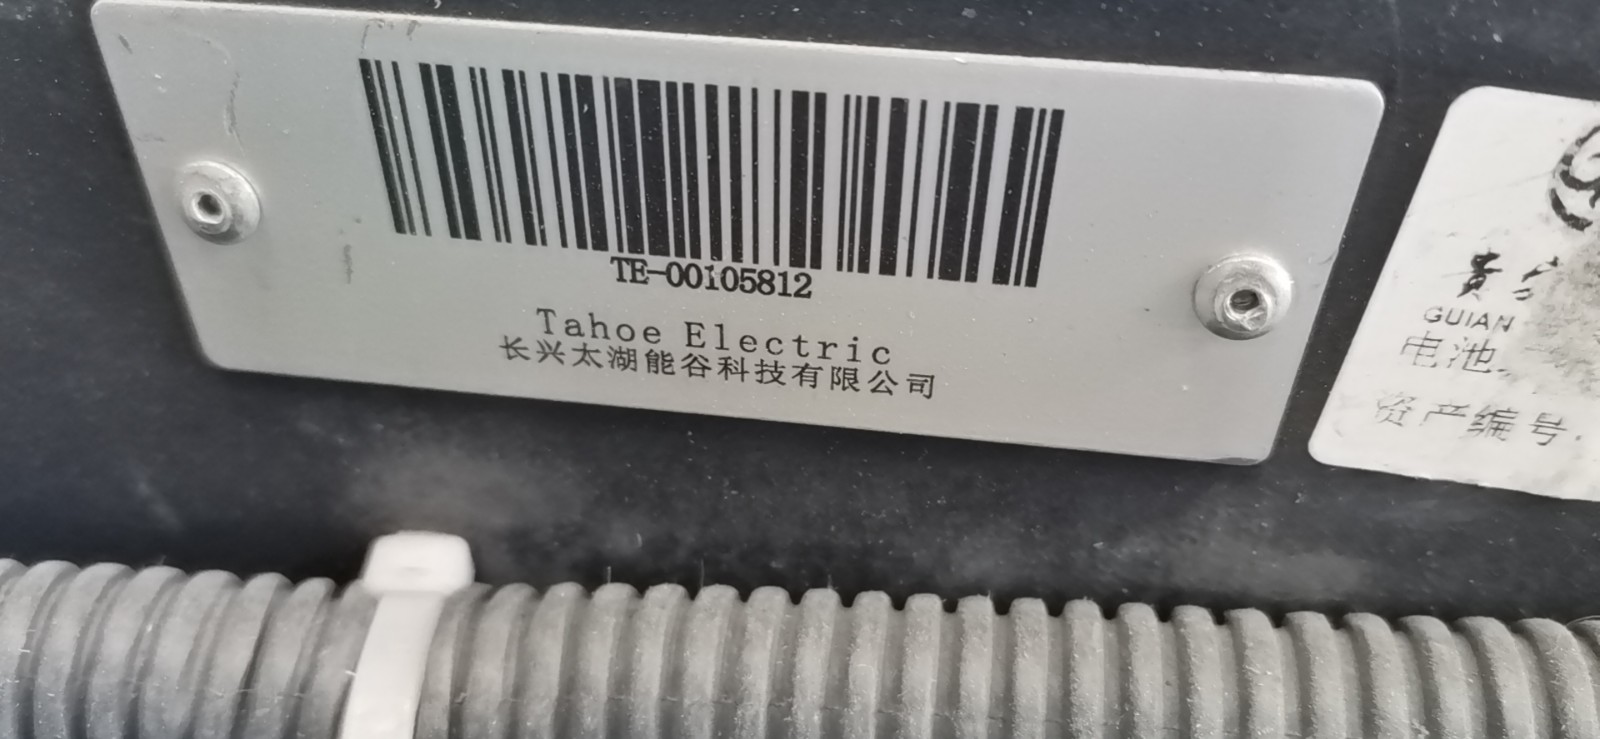 TE-00105812
Tahoe Electric
长兴太湖能谷科技有限公司
貴
GUIAN
电池
资产编号